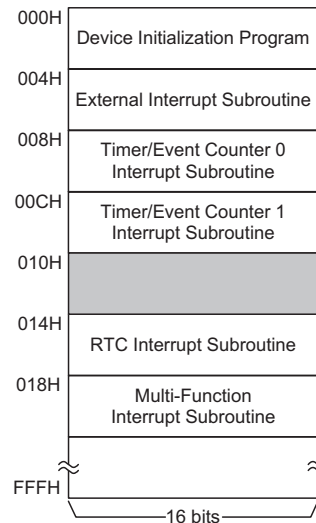 000H
Device Initialization Program
004H
External Interrupt Subroutine
008H
Timer/Event Counter 0
Interrupt Subroutine
00CH
Timer/Event Counter 1
Interrupt Subroutine
010H
014H
RTC Interrupt Subroutine
018H
Multi-Function
Interrupt Subroutine
FFFH
16 bits